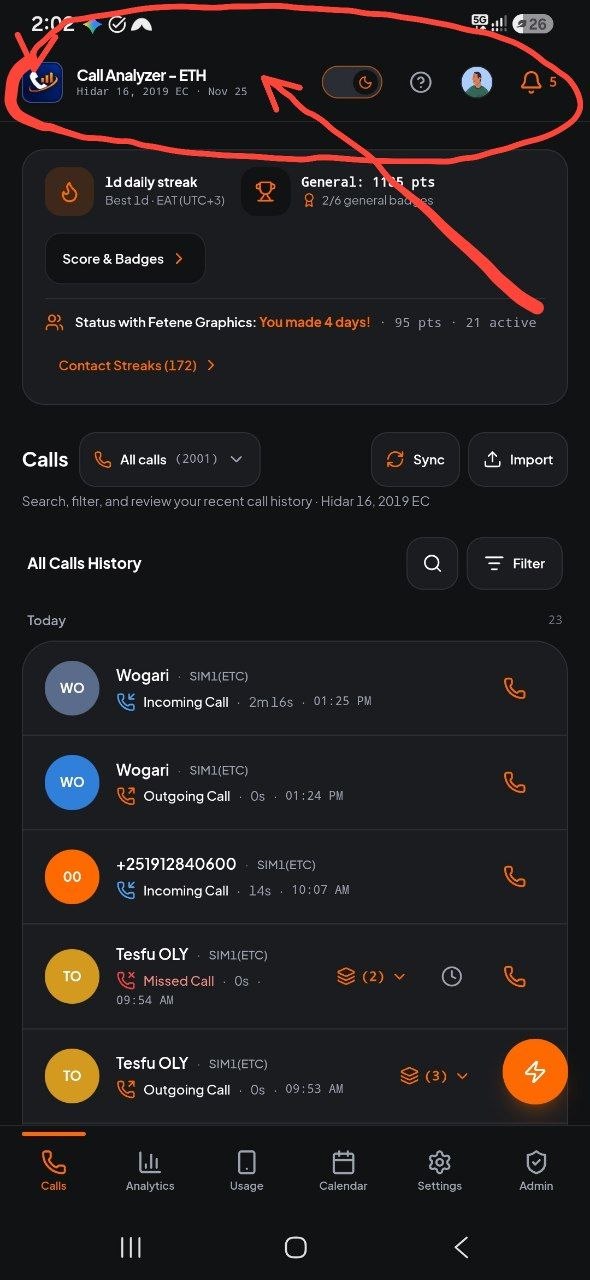 2:02
5G
26
Call Analyzer – ETH
Hidar 16, 2019 EC · Nov 25
5
1d daily streak
Best 1d · EAT (UTC+3)
General: 1185 pts
2/6 general badges
Score & Badges
Status with Fetene Graphics: You made 4 days! · 95 pts · 21 active
Contact Streaks (172)
Calls
All calls (2001)
Sync
Import
Search, filter, and review your recent call history · Hidar 16, 2019 EC
All Calls History
Filter
Today
23
WO
Wogari · SIM1(ETC)
Incoming Call · 2m 16s · 01:25 PM
WO
Wogari · SIM1(ETC)
Outgoing Call · 0s · 01:24 PM
00
+251912840600 · SIM1(ETC)
Incoming Call · 14s · 10:07 AM
TO
Tesfu OLY · SIM1(ETC)
Missed Call · 0s ·
09:54 AM
(2)
TO
Tesfu OLY · SIM1(ETC)
Outgoing Call · 0s · 09:53 AM
(3)
Calls
Analytics
Usage
Calendar
Settings
Admin